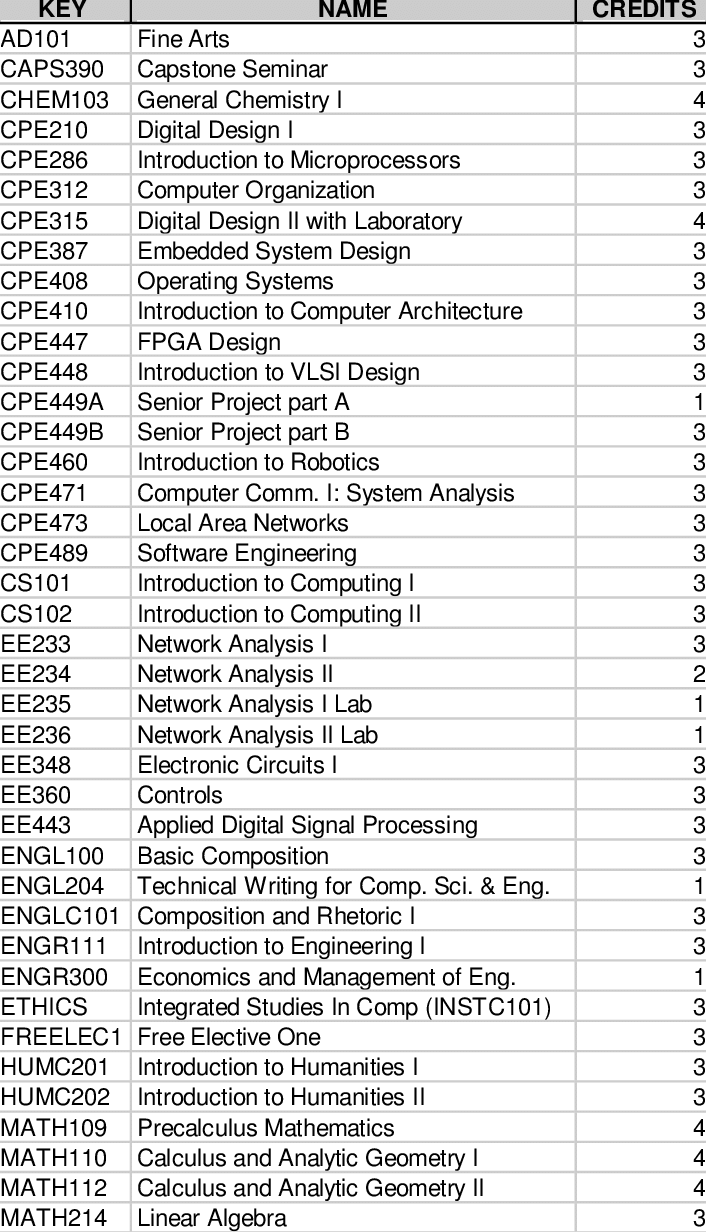 KEY NAME CREDITS
AD101 Fine Arts 3
CAPS390 Capstone Seminar 3
CHEM103 General Chemistry I 4
CPE210 Digital Design I 3
CPE286 Introduction to Microprocessors 3
CPE312 Computer Organization 3
CPE315 Digital Design II with Laboratory 4
CPE387 Embedded System Design 3
CPE408 Operating Systems 3
CPE410 Introduction to Computer Architecture 3
CPE447 FPGA Design 3
CPE448 Introduction to VLSI Design 3
CPE449A Senior Project part A 1
CPE449B Senior Project part B 3
CPE460 Introduction to Robotics 3
CPE471 Computer Comm. I: System Analysis 3
CPE473 Local Area Networks 3
CPE489 Software Engineering 3
CS101 Introduction to Computing I 3
CS102 Introduction to Computing II 3
EE233 Network Analysis I 3
EE234 Network Analysis II 2
EE235 Network Analysis I Lab 1
EE236 Network Analysis II Lab 1
EE348 Electronic Circuits I 3
EE360 Controls 3
EE443 Applied Digital Signal Processing 3
ENGL100 Basic Composition 3
ENGL204 Technical Writing for Comp. Sci. & Eng. 1
ENGLC101 Composition and Rhetoric I 3
ENGR111 Introduction to Engineering I 3
ENGR300 Economics and Management of Eng. 1
ETHICS Integrated Studies In Comp (INSTC101) 3
FREELEC1 Free Elective One 3
HUMC201 Introduction to Humanities I 3
HUMC202 Introduction to Humanities II 3
MATH109 Precalculus Mathematics 4
MATH110 Calculus and Analytic Geometry I 4
MATH112 Calculus and Analytic Geometry II 4
MATH214 Linear Algebra 3